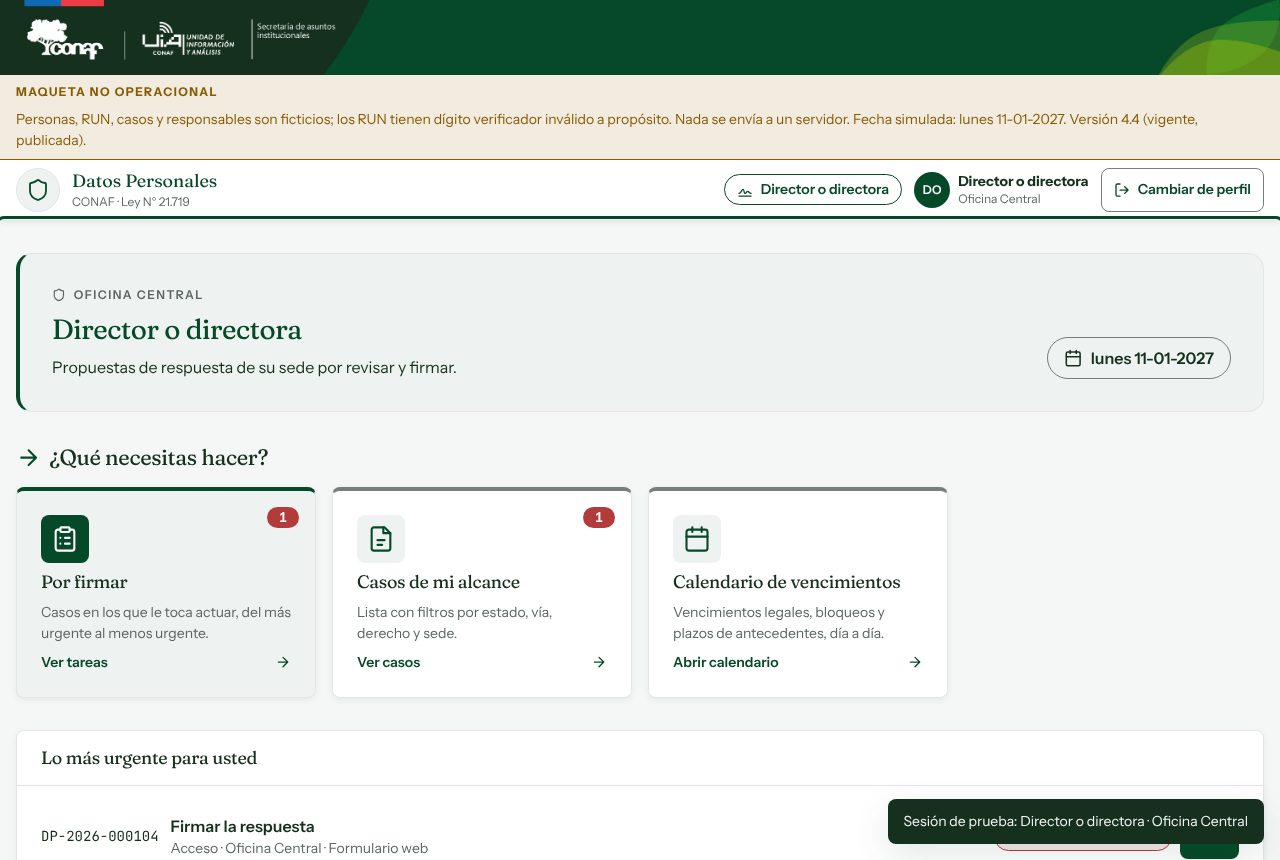 conaf
UiA
CONAF
UNIDAD DE
INFORMACIÓN
Y ANÁLISIS
Secretaría de asuntos
institucionales
MAQUETA NO OPERACIONAL
Personas, RUN, casos y responsables son ficticios; los RUN tienen dígito verificador inválido a propósito. Nada se envía a un servidor. Fecha simulada: lunes 11-01-2027. Versión 4.4 (vigente,
publicada).
Datos Personales
CONAF · Ley N° 21.719
Director o directora
DO
Director o directora
Oficina Central
Cambiar de perfil
OFICINA CENTRAL
Director o directora
Propuestas de respuesta de su sede por revisar y firmar.
lunes 11-01-2027
¿Qué necesitas hacer?
1
Por firmar
Casos en los que le toca actuar, del más
urgente al menos urgente.
Ver tareas
1
Casos de mi alcance
Lista con filtros por estado, vía,
derecho y sede.
Ver casos
Calendario de vencimientos
Vencimientos legales, bloqueos y
plazos de antecedentes, día a día.
Abrir calendario
Lo más urgente para usted
DP-2026-000104
Firmar la respuesta
Acceso · Oficina Central · Formulario web
Sesión de prueba: Director o directora · Oficina Central